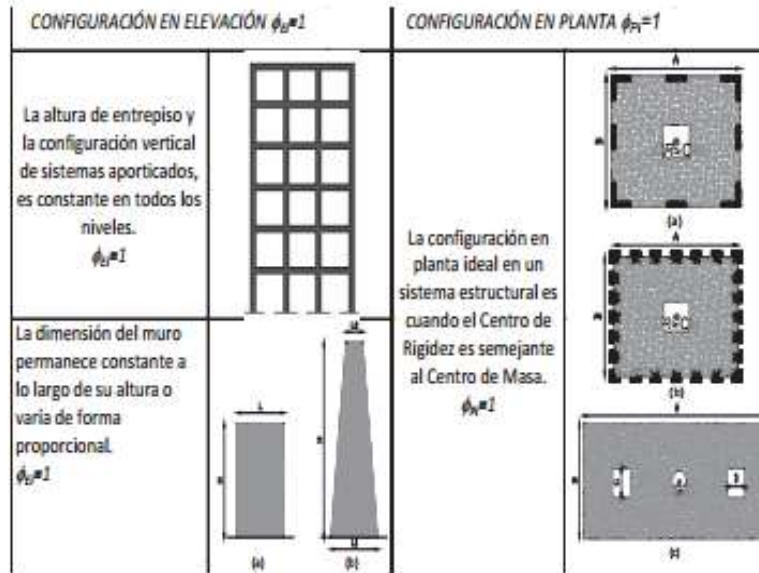 CONFIGURACIÓN EN ELEVACIÓN ϕEi=1
CONFIGURACIÓN EN PLANTA ϕPi=1
La altura de entrepiso y
la configuración vertical
de sistemas aporticados,
es constante en todos los
niveles.
ϕEi=1
La dimensión del muro
permanece constante a
lo largo de su altura o
varia de forma
proporcional.
ϕEi=1
L
(a)
(b)
La configuración en
planta ideal en un
sistema estructural es
cuando el Centro de
Rigidez es semejante
al Centro de Masa.
ϕPi=1
A
(a)
A
(b)
(c)